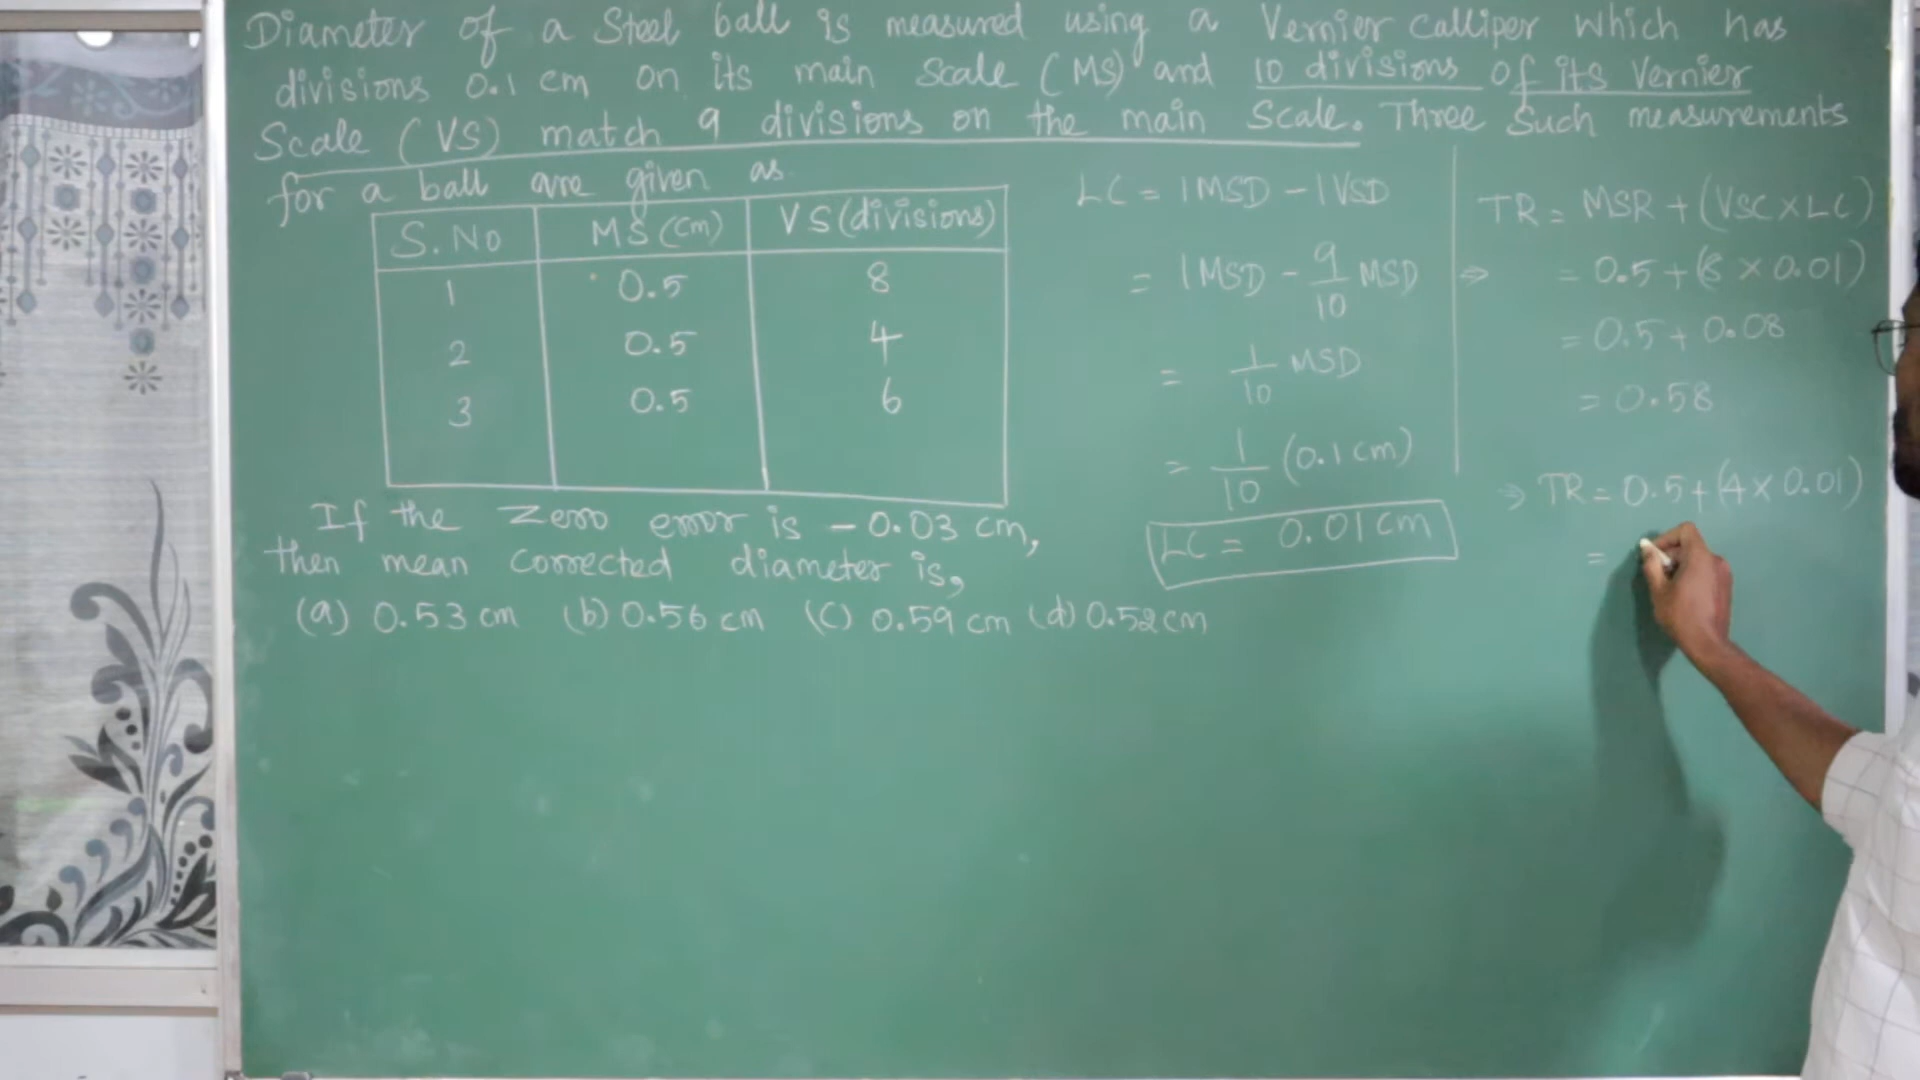 Diameter of a Steel ball is measured using a Vernier calliper which has
divisions 0.1 cm on its main Scale (MS) and 10 divisions of its Vernier
Scale (VS) match 9 divisions on the main Scale. Three Such measurements
for a ball are given as
S.No MS (cm) VS (divisions)
1 0.5 8
2 0.5 4
3 0.5 6
If the Zero error is - 0.03 cm,
then mean corrected diameter is,
(a) 0.53 cm (b) 0.56 cm (c) 0.59 cm (d) 0.52 cm
LC = 1MSD - 1VSD
= 1MSD - 9/10 MSD
= 1/10 MSD
= 1/10 (0.1 cm)
LC = 0.01 cm
TR = MSR + (VSC X LC)
⇒ = 0.5 + (8 X 0.01)
= 0.5 + 0.08
= 0.58
⇒ TR = 0.5 + (4 X 0.01)
=